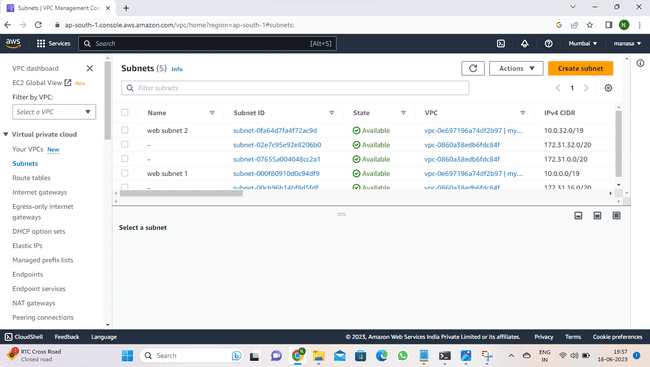 Subnets | VPC Management Con
ap-south-1.console.aws.amazon.com/vpc/home?region=ap-south-1#subnets:
aws
Services
Search
[Alt+S]
Mumbai
manasa
VPC dashboard
EC2 Global View
New
Filter by VPC:
Select a VPC
Virtual private cloud
Your VPCs New
Subnets
Route tables
Internet gateways
Egress-only internet
gateways
DHCP option sets
Elastic IPs
Managed prefix lists
Endpoints
Endpoint services
NAT gateways
Peering connections
Subnets (5) Info
Actions
Create subnet
Filter subnets
1
Name Subnet ID State VPC IPv4 CIDR
web subnet 2 subnet-0fa64d7fa4f72ac9d Available vpc-0e697196a74df2b97 | my... 10.0.32.0/19
– subnet-02e7c95e92e8206b0 Available vpc-0860a38edb6fdc84f 172.31.32.0/20
– subnet-07655a004048cc2a1 Available vpc-0860a38edb6fdc84f 172.31.0.0/20
web subnet 1 subnet-000f80910d0c94df9 Available vpc-0e697196a74df2b97 | my... 10.0.0.0/19
– subnet-00cb96b14bf8d5fdf Available vpc-0860a38edb6fdc84f 172.31.16.0/20
Select a subnet
CloudShell Feedback Language
© 2023, Amazon Web Services India Private Limited or its affiliates. Privacy Terms Cookie preferences
RTC Cross Road
Closed road
Search
ENG
IN
19:57
16-06-2023